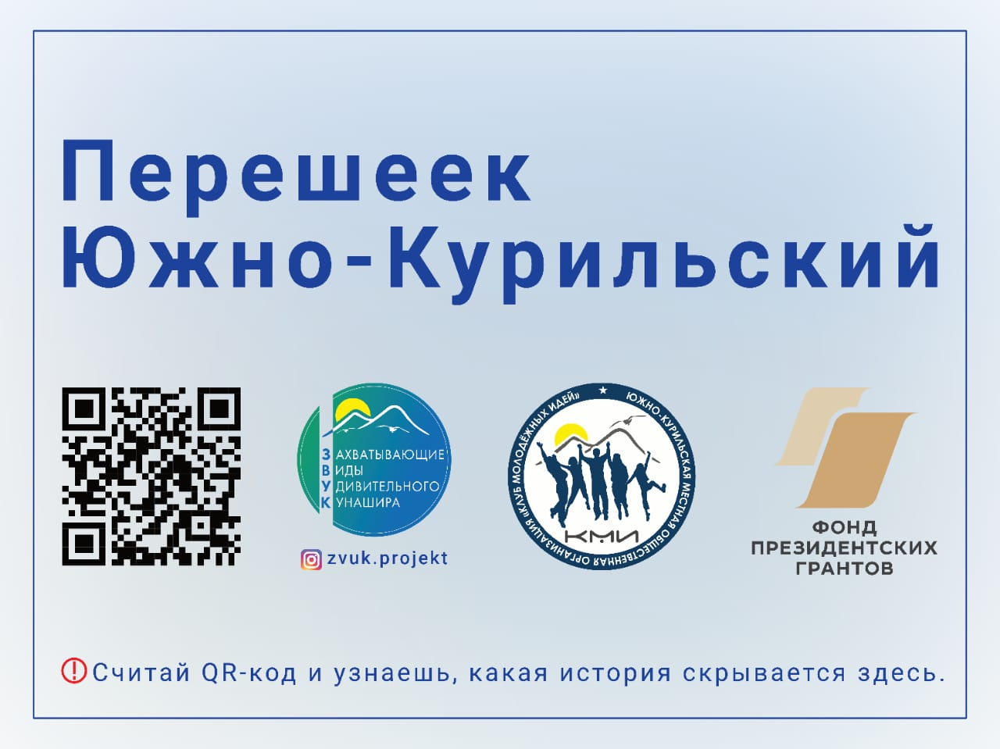 Перешеек
Южно-Курильский
ЗАХВАТЫВАЮЩИЕ
ВИДЫ
УДИВИТЕЛЬНОГО
КУНАШИРА
zvuk.projekt
ЮЖНО-КУРИЛЬСКАЯ МЕСТНАЯ ОБЩЕСТВЕННАЯ ОРГАНИЗАЦИЯ «КЛУБ МОЛОДЁЖНЫХ ИДЕЙ»
КМИ
ФОНД
ПРЕЗИДЕНТСКИХ
ГРАНТОВ
Считай QR-код и узнаешь, какая история скрывается здесь.